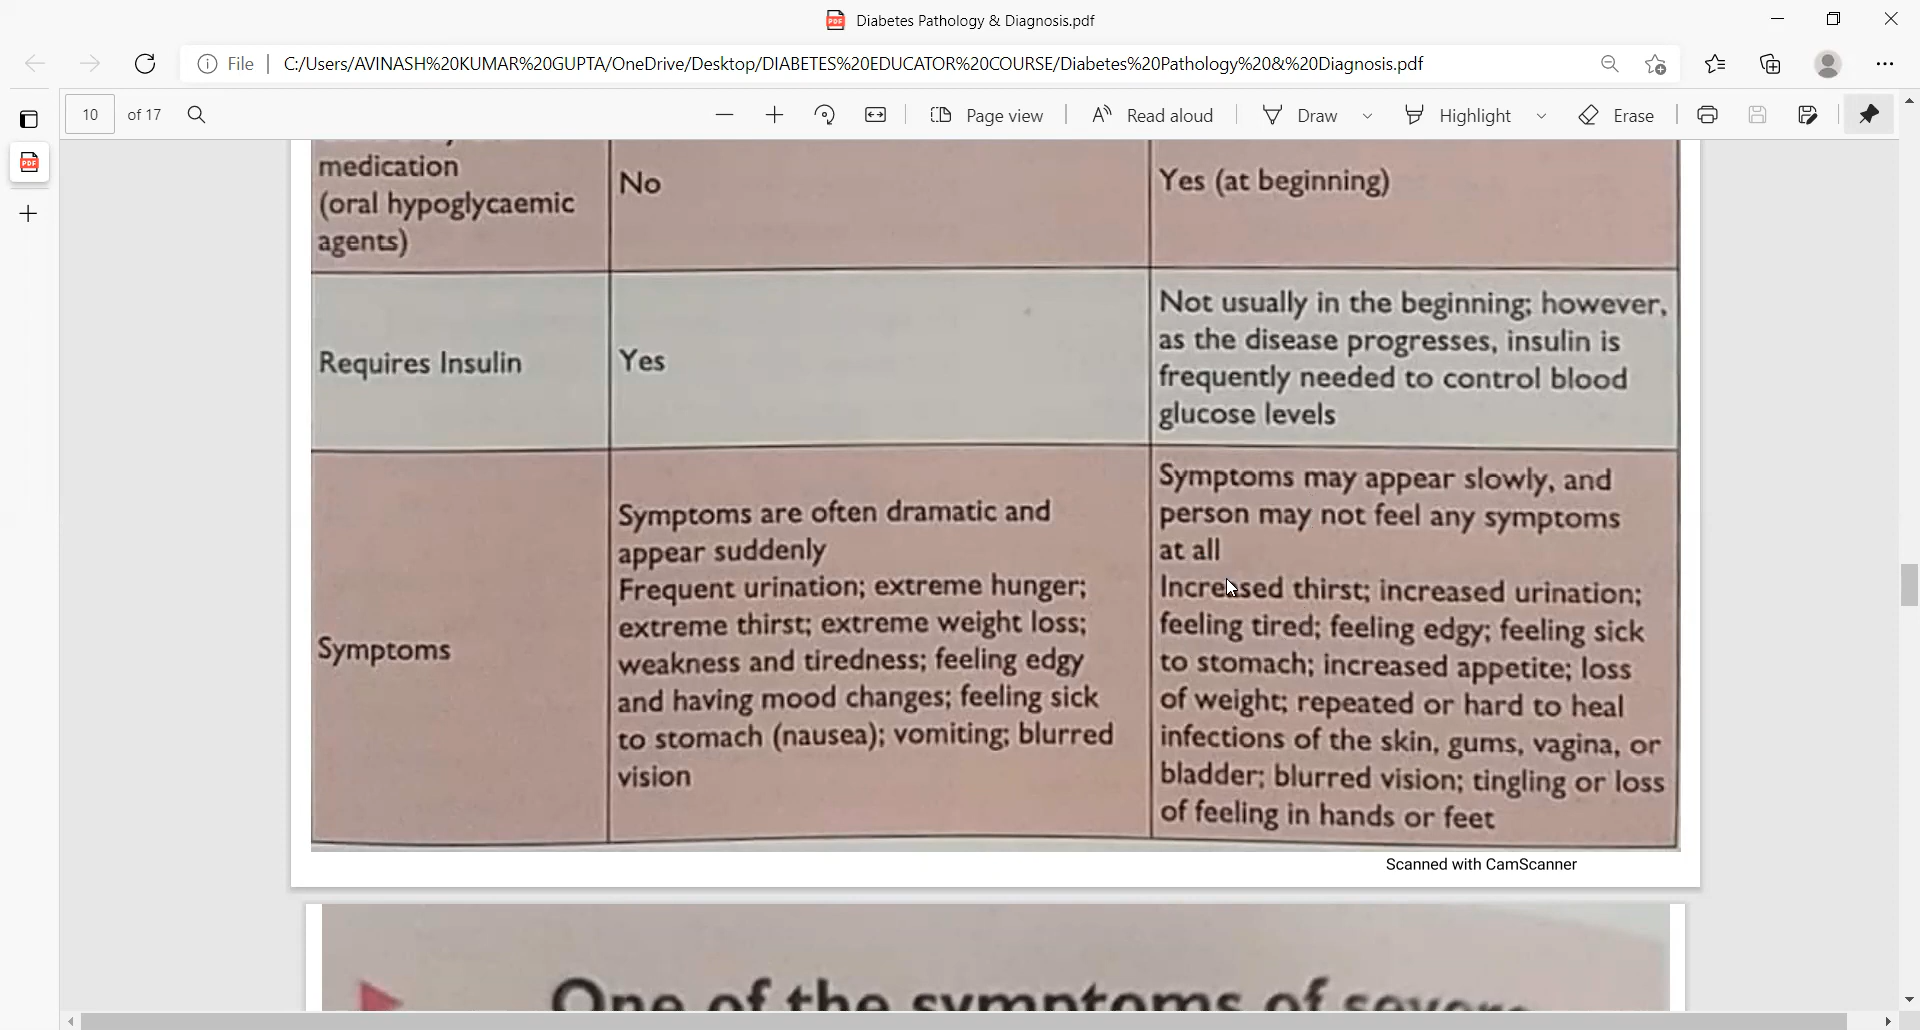 Diabetes Pathology & Diagnosis.pdf
File
C:/Users/AVINASH%20KUMAR%20GUPTA/OneDrive/Desktop/DIABETES%20EDUCATOR%20COURSE/Diabetes%20Pathology%20&%20Diagnosis.pdf
10 of 17
Page view
Read aloud
Draw
Highlight
Erase
medication
(oral hypoglycaemic
agents)
No
Yes (at beginning)
Requires Insulin
Yes
Not usually in the beginning; however,
as the disease progresses, insulin is
frequently needed to control blood
glucose levels
Symptoms
Symptoms are often dramatic and
appear suddenly
Frequent urination; extreme hunger;
extreme thirst; extreme weight loss;
weakness and tiredness; feeling edgy
and having mood changes; feeling sick
to stomach (nausea); vomiting; blurred
vision
Symptoms may appear slowly, and
person may not feel any symptoms
at all
Increased thirst; increased urination;
feeling tired; feeling edgy; feeling sick
to stomach; increased appetite; loss
of weight; repeated or hard to heal
infections of the skin, gums, vagina, or
bladder; blurred vision; tingling or loss
of feeling in hands or feet
Scanned with CamScanner
One of the symptoms of severe